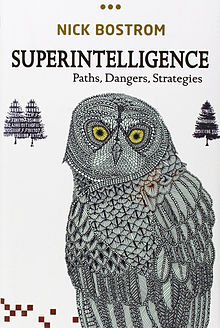 NICK BOSTROM
SUPERINTELLIGENCE
Paths, Dangers, Strategies